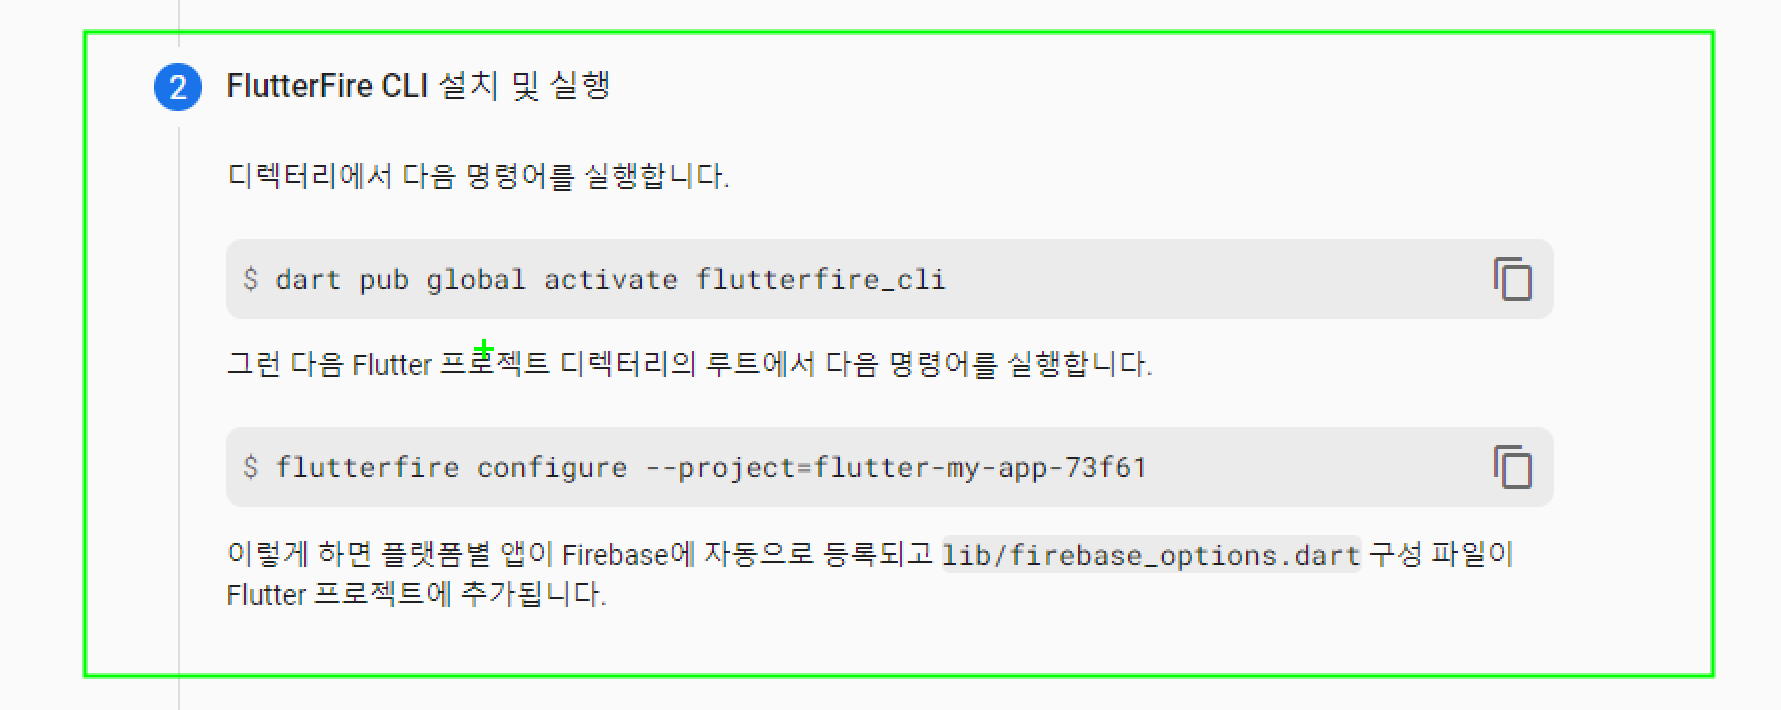 2
FlutterFire CLI 설치 및 실행
디렉터리에서 다음 명령어를 실행합니다.
$ dart pub global activate flutterfire_cli
그런 다음 Flutter 프로젝트 디렉터리의 루트에서 다음 명령어를 실행합니다.
$ flutterfire configure --project=flutter-my-app-73f61
이렇게 하면 플랫폼별 앱이 Firebase에 자동으로 등록되고 lib/firebase_options.dart 구성 파일이
Flutter 프로젝트에 추가됩니다.